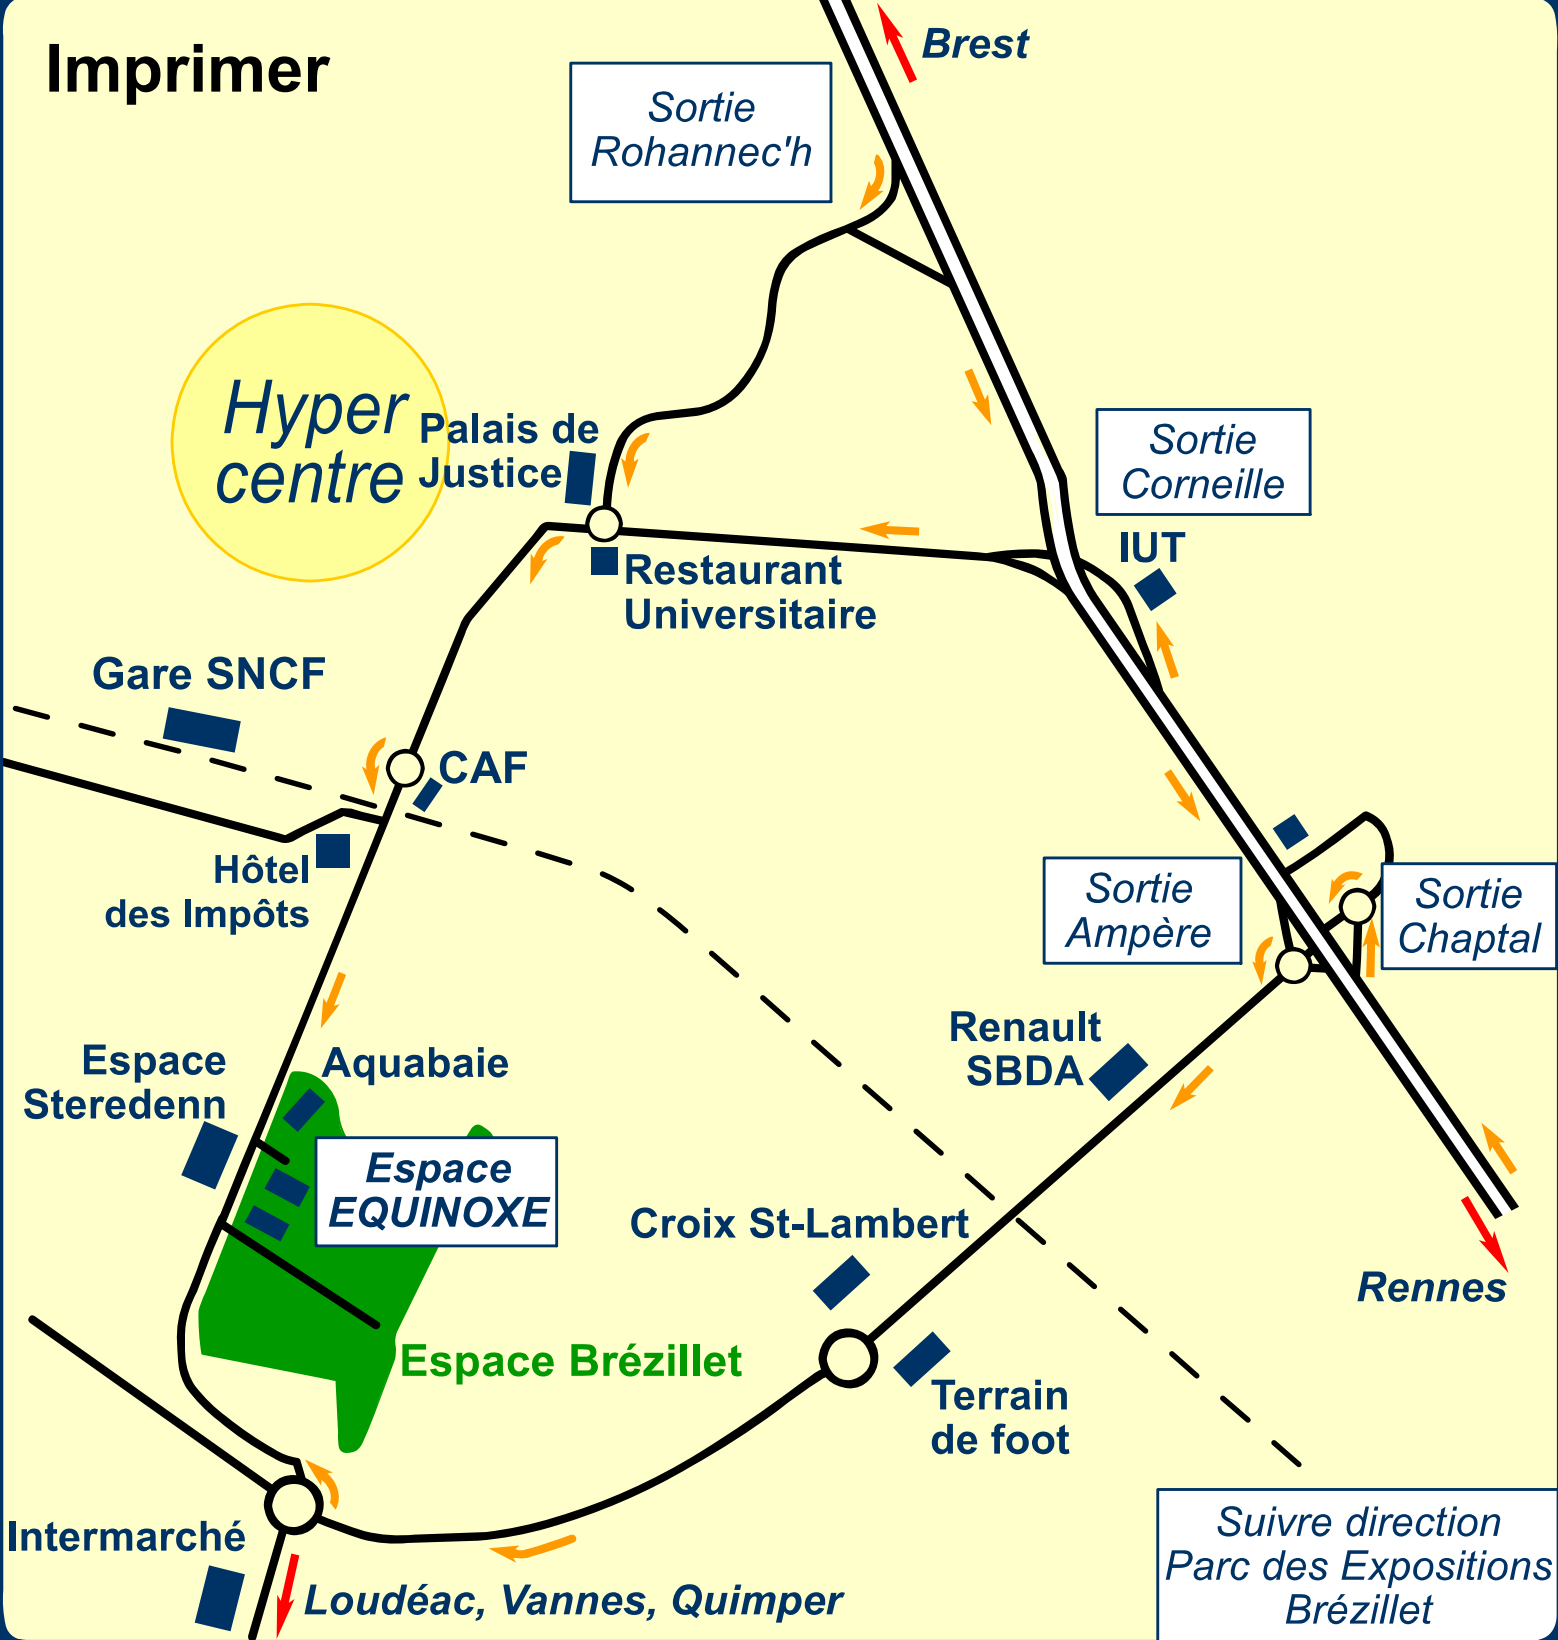 Imprimer
Brest
Sortie
Rohannec'h
Hyper
centre
Palais de
Justice
Sortie
Corneille
IUT
Restaurant
Universitaire
Gare SNCF
CAF
Hôtel
des Impôts
Sortie
Ampère
Sortie
Chaptal
Renault
SBDA
Espace
Steredenn
Aquabaie
Espace
EQUINOXE
Croix St-Lambert
Rennes
Espace Brézillet
Terrain
de foot
Intermarché
Loudéac, Vannes, Quimper
Suivre direction
Parc des Expositions
Brézillet